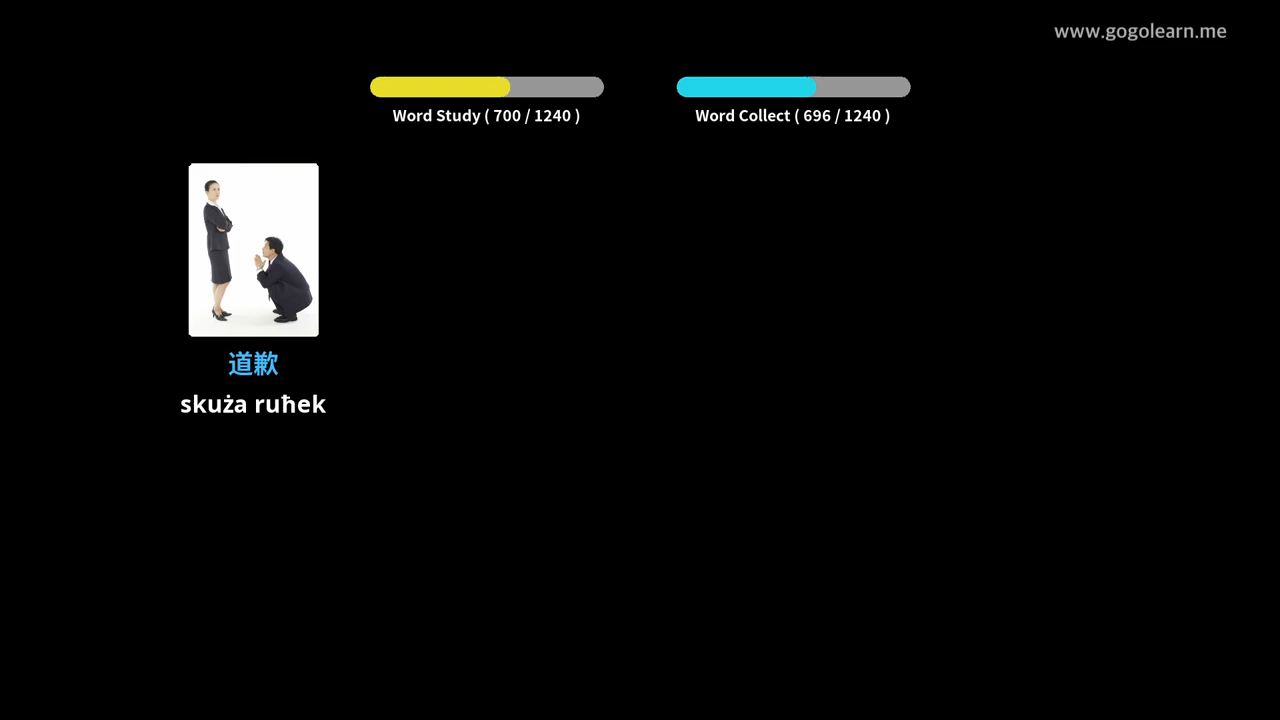 www.gogolearn.me
Word Study ( 700 / 1240 )
Word Collect ( 696 / 1240 )
道歉
skuża ruħek